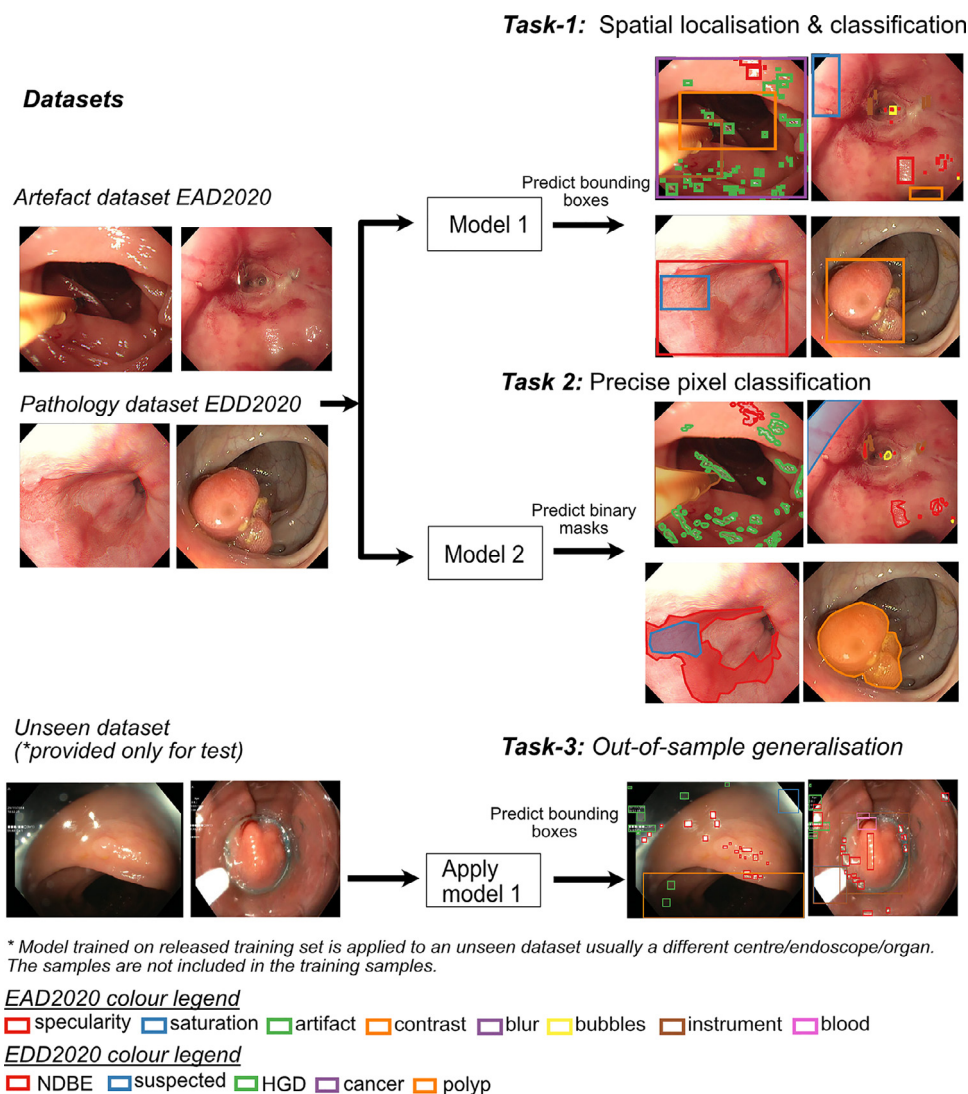 Task-1: Spatial localisation & classification
Datasets
Artefact dataset EAD2020
Predict bounding
boxes
Model 1
Pathology dataset EDD2020
Task 2: Precise pixel classification
Predict binary
masks
Model 2
Unseen dataset
(*provided only for test)
Task-3: Out-of-sample generalisation
Predict bounding
boxes
Apply
model 1
* Model trained on released training set is applied to an unseen dataset usually a different centre/endoscope/organ.
The samples are not included in the training samples.
EAD2020 colour legend
specularity saturation artifact contrast blur bubbles instrument blood
EDD2020 colour legend
NDBE suspected HGD cancer polyp